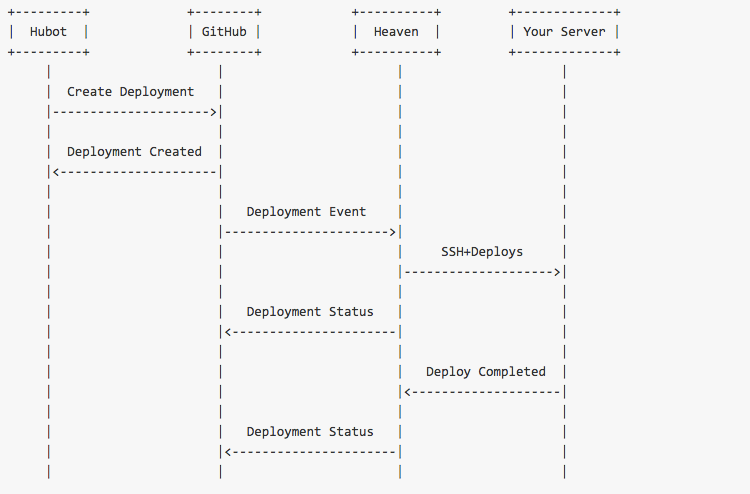 Hubot GitHub Heaven Your Server
Create Deployment
Deployment Created
Deployment Event
SSH+Deploys
Deployment Status
Deploy Completed
Deployment Status